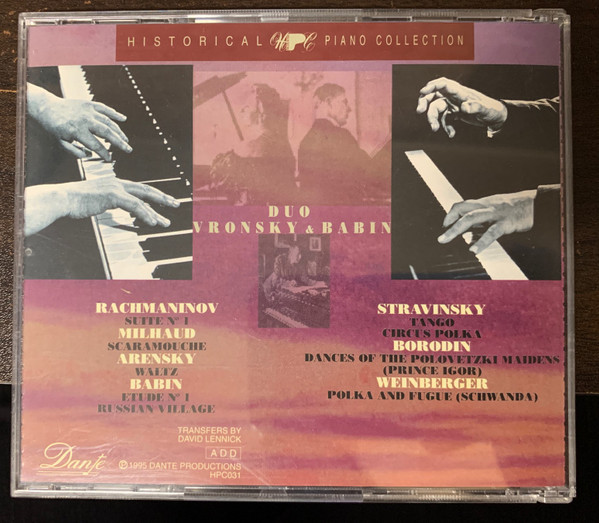 HISTORICAL HPC PIANO COLLECTION
DUO
VRONSKY & BABIN
RACHMANINOV
SUITE N° 1
MILHAUD
SCARAMOUCHE
ARENSKY
WALTZ
BABIN
ETUDE N° 1
RUSSIAN VILLAGE
STRAVINSKY
TANGO
CIRCUS POLKA
BORODIN
DANCES OF THE POLOVETZKI MAIDENS
(PRINCE IGOR)
WEINBERGER
POLKA AND FUGUE (SCHWANDA)
TRANSFERS BY
DAVID LENNICK
ADD
Dante
℗1995 DANTE PRODUCTIONS
HPC031